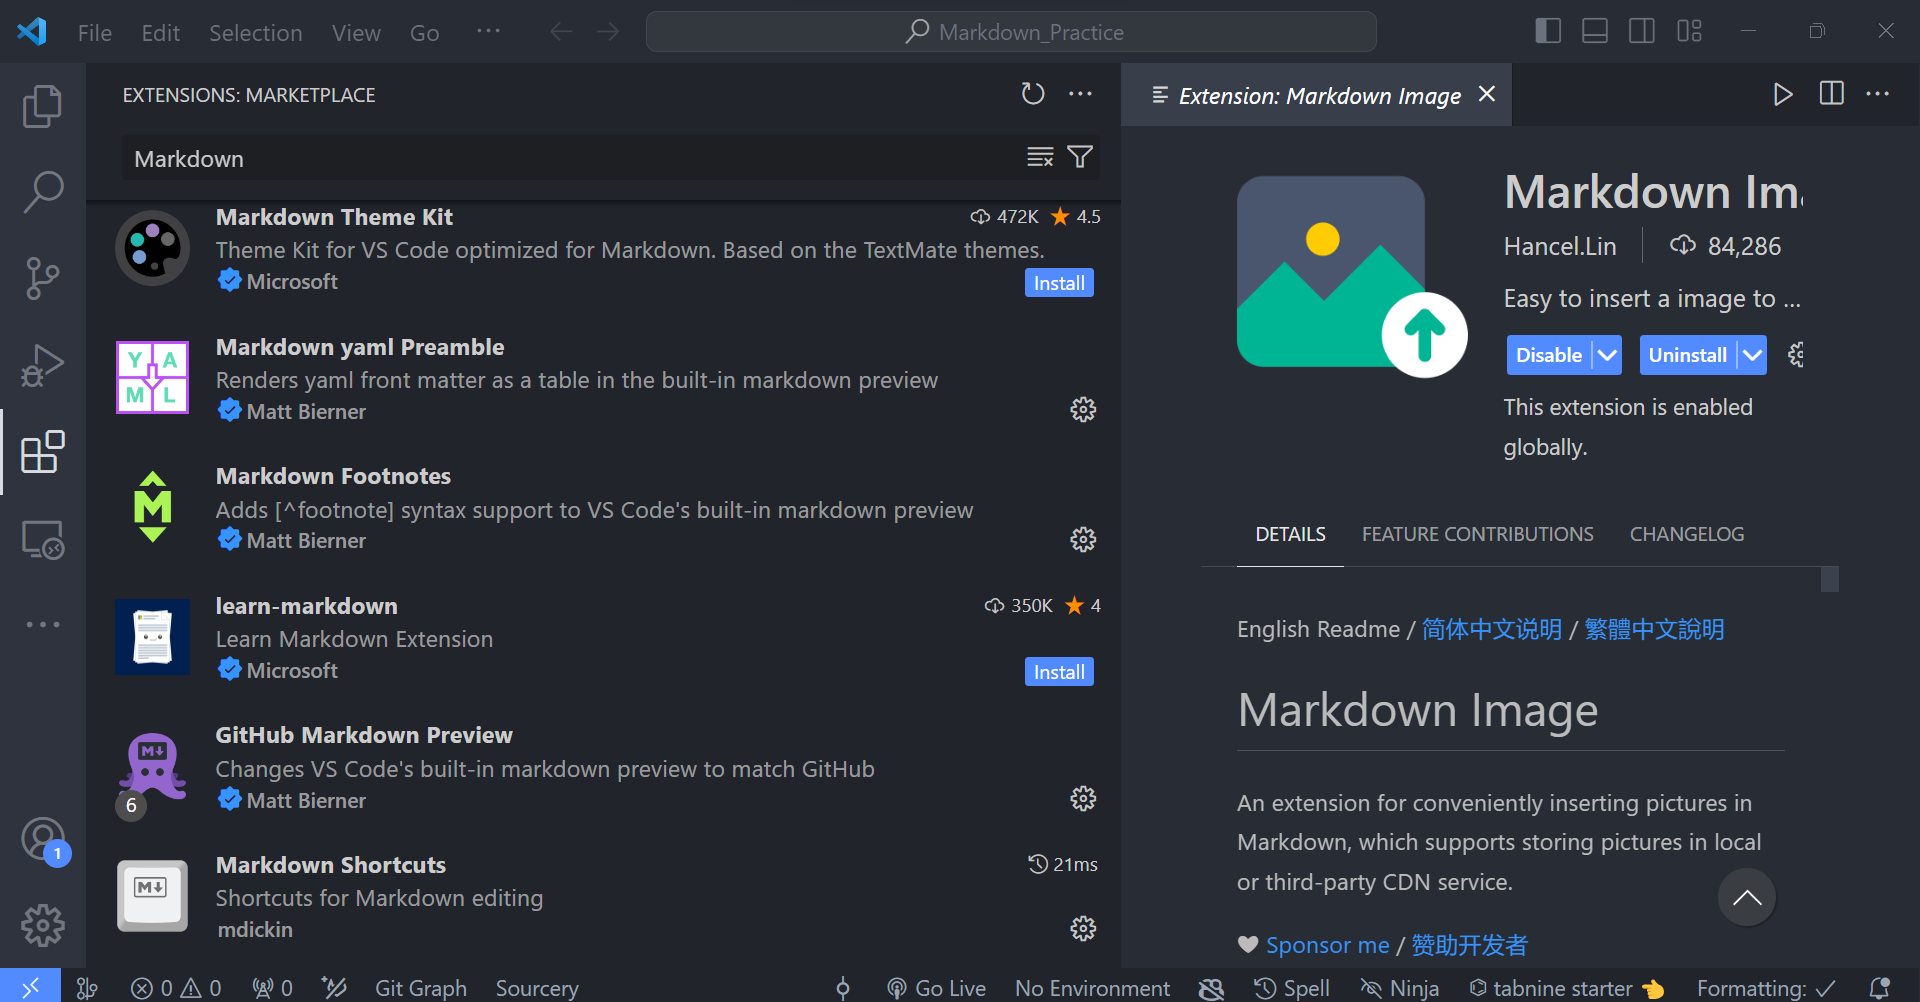 File Edit Selection View Go ···
Markdown_Practice
EXTENSIONS: MARKETPLACE
Markdown
Markdown Theme Kit 472K 4.5
Theme Kit for VS Code optimized for Markdown. Based on the TextMate themes.
Microsoft Install
Y A M L
Markdown yaml Preamble
Renders yaml front matter as a table in the built-in markdown preview
Matt Bierner
M
Markdown Footnotes
Adds [^footnote] syntax support to VS Code's built-in markdown preview
Matt Bierner
learn-markdown 350K 4
Learn Markdown Extension
Microsoft Install
M
GitHub Markdown Preview
Changes VS Code's built-in markdown preview to match GitHub
6 Matt Bierner
M
Markdown Shortcuts 21ms
Shortcuts for Markdown editing
mdickin
1
Extension: Markdown Image
Markdown Im
Hancel.Lin 84,286
Easy to insert a image to ...
Disable Uninstall
This extension is enabled
globally.
DETAILS FEATURE CONTRIBUTIONS CHANGELOG
English Readme / 简体中文说明 / 繁體中文說明
Markdown Image
An extension for conveniently inserting pictures in
Markdown, which supports storing pictures in local
or third-party CDN service.
Sponsor me / 赞助开发者
0 0 0 Git Graph Sourcery Go Live No Environment Spell Ninja tabnine starter Formatting: